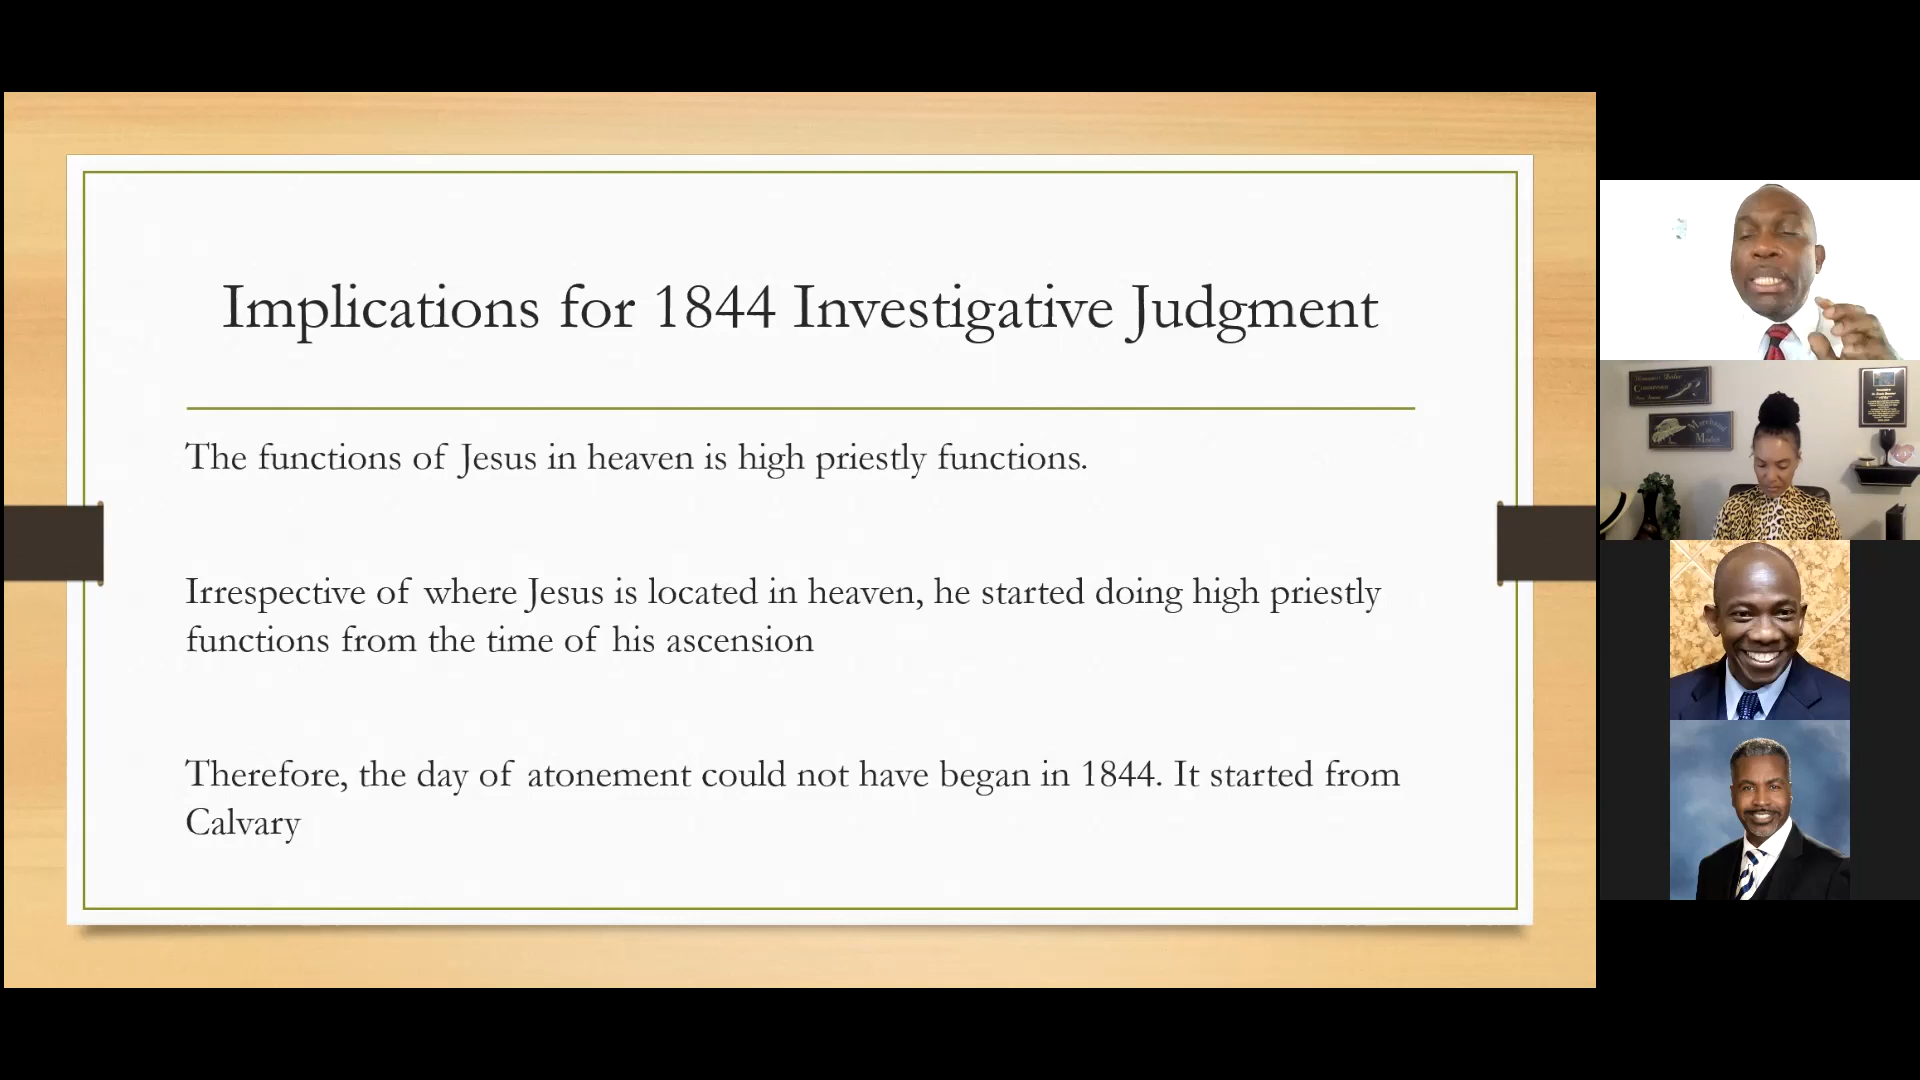 Implications for 1844 Investigative Judgment
The functions of Jesus in heaven is high priestly functions.
Irrespective of where Jesus is located in heaven, he started doing high priestly
functions from the time of his ascension
Therefore, the day of atonement could not have began in 1844. It started from
Calvary